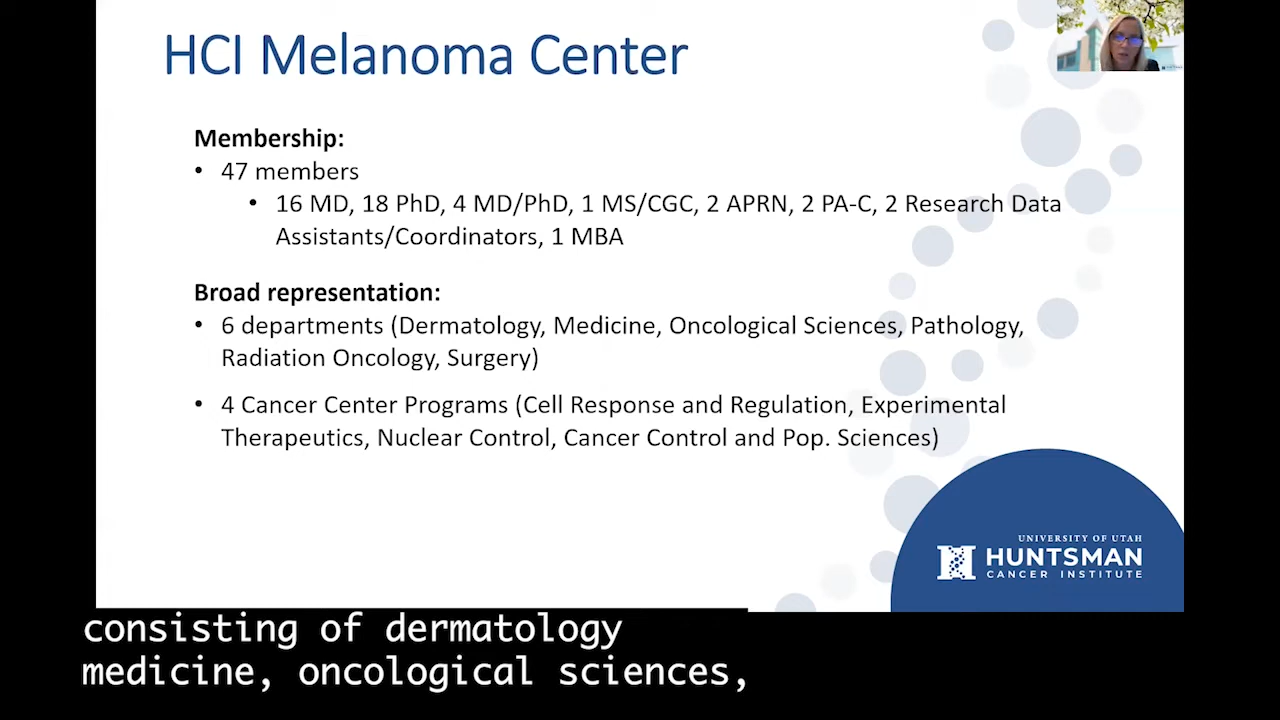 HCI Melanoma Center
Membership:
• 47 members
• 16 MD, 18 PhD, 4 MD/PhD, 1 MS/CGC, 2 APRN, 2 PA-C, 2 Research Data
Assistants/Coordinators, 1 MBA
Broad representation:
• 6 departments (Dermatology, Medicine, Oncological Sciences, Pathology,
Radiation Oncology, Surgery)
• 4 Cancer Center Programs (Cell Response and Regulation, Experimental
Therapeutics, Nuclear Control, Cancer Control and Pop. Sciences)
UNIVERSITY OF UTAH
HUNTSMAN
CANCER INSTITUTE
consisting of dermatology
medicine, oncological sciences,